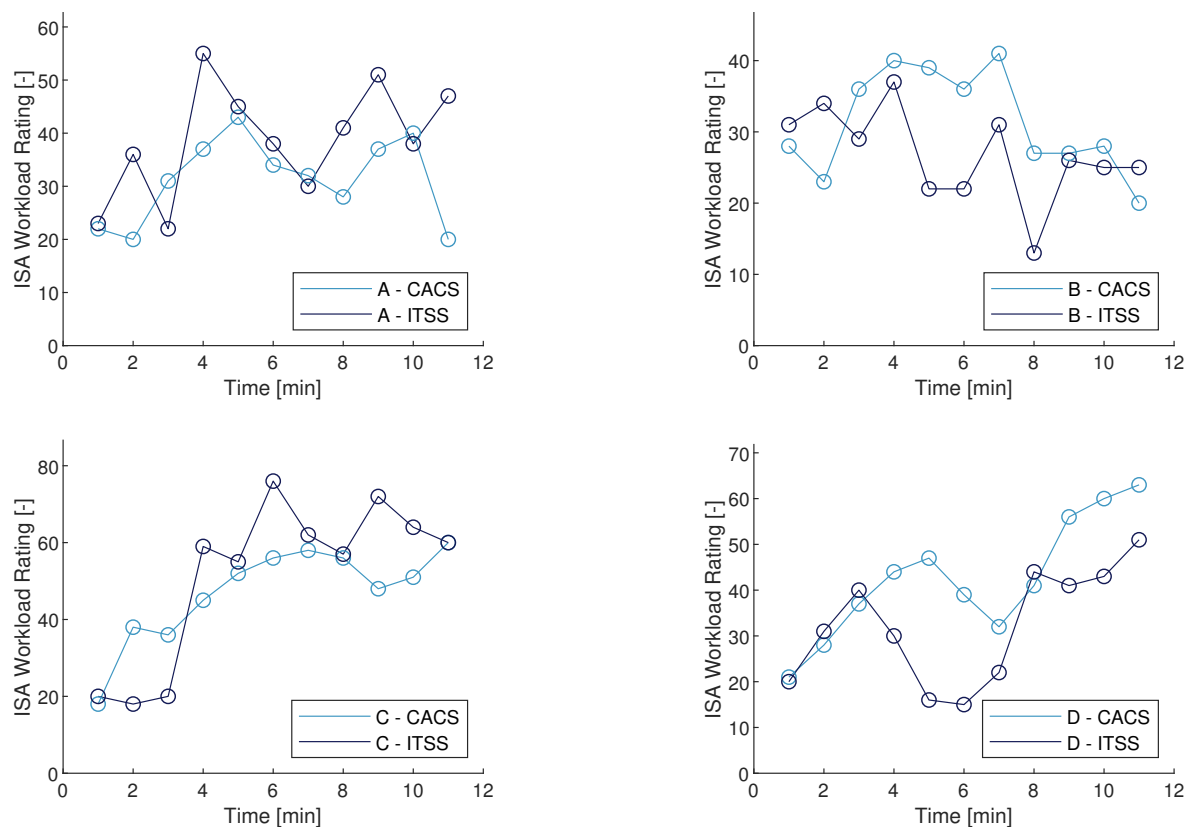 ISA Workload Rating [-]
60
50
40
30
20
10
0
A - CACS
A - ITSS
0 2 4 6 8 10 12
Time [min]
ISA Workload Rating [-]
40
30
20
10
0
B - CACS
B - ITSS
0 2 4 6 8 10 12
Time [min]
ISA Workload Rating [-]
80
60
40
20
0
C - CACS
C - ITSS
0 2 4 6 8 10 12
Time [min]
ISA Workload Rating [-]
70
60
50
40
30
20
10
0
D - CACS
D - ITSS
0 2 4 6 8 10 12
Time [min]